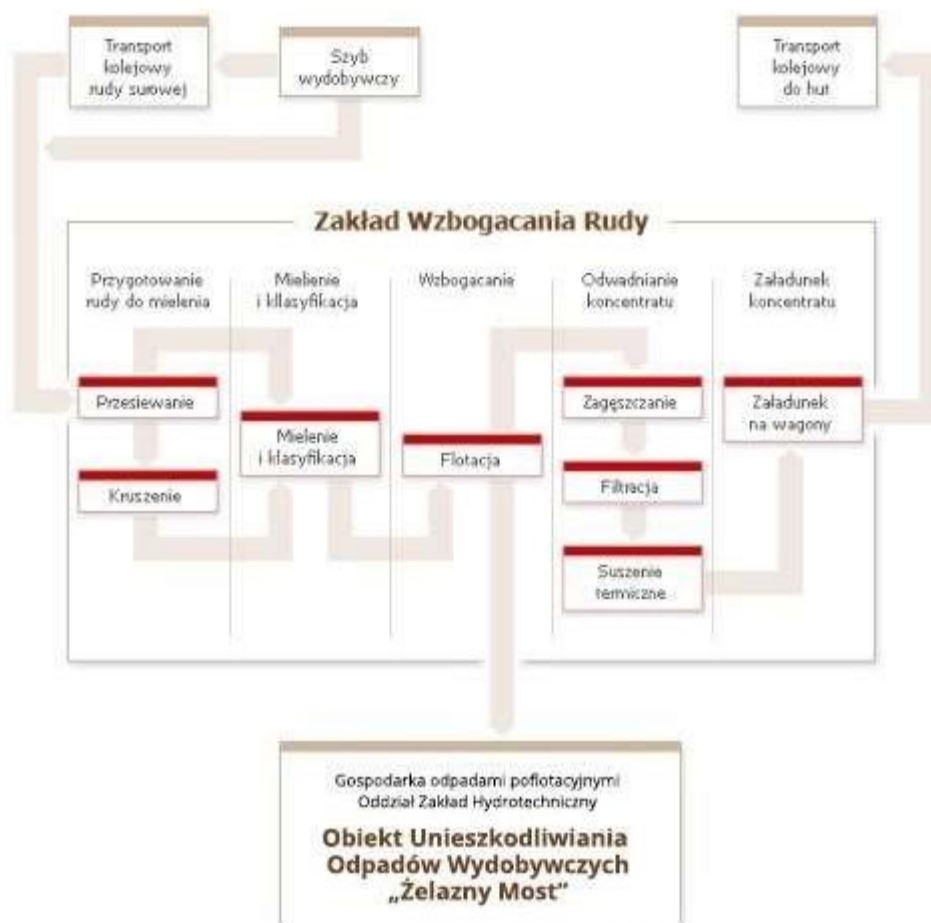 Transport
kolejowy
rudy surowej
Szyb
wydobywczy
Transport
kolejowy
do hut
Zakład Wzbogacania Rudy
Przygotowanie
rudy do mielenia
Mielenie
i kllasyfikacja
Wzbogacanie
Odwadnianie
koncentratu
Załadunek
koncentratu
Przesiewanie
Kruszenie
Mielenie
i klasyfikacja
Flotacja
Zagęszczanie
Filtracja
Suszenie
termiczne
Załadunek
na wagony
Gospodarka odpadami poflotacyjnymi
Oddział Zakład Hydrotechniczny
Obiekt Unieszkodliwiania
Odpadów Wydobywczych
„Żelazny Most”